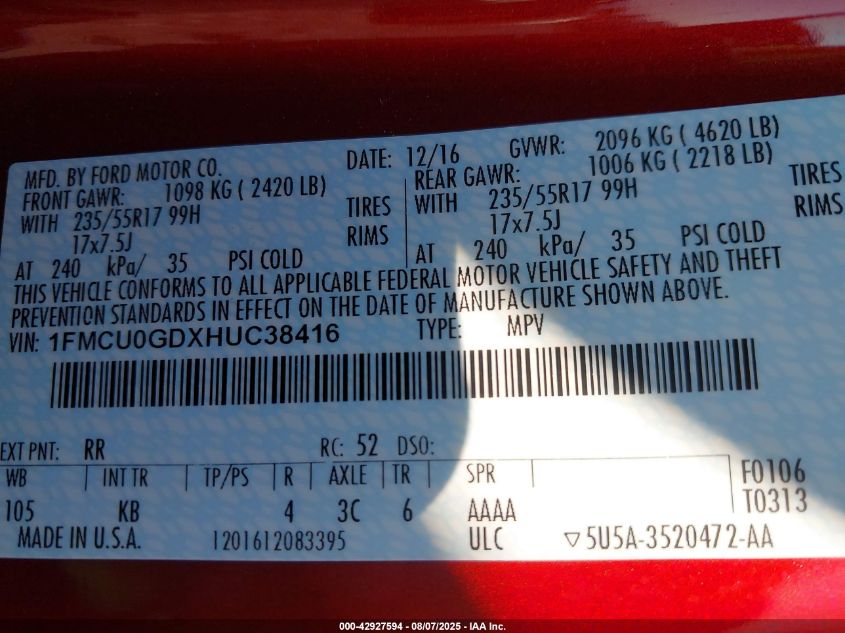 MFD. BY FORD MOTOR CO.
DATE: 12/16 GVWR: 2096 KG ( 4620 LB)
FRONT GAWR: 1098 KG ( 2420 LB) REAR GAWR: 1006 KG ( 2218 LB)
WITH 235/55R17 99H TIRES WITH 235/55R17 99H TIRES
17x7.5J RIMS 17x7.5J RIMS
AT 240 kPa/ 35 PSI COLD AT 240 kPa/ 35 PSI COLD
THIS VEHICLE CONFORMS TO ALL APPLICABLE FEDERAL MOTOR VEHICLE SAFETY AND THEFT
PREVENTION STANDARDS IN EFFECT ON THE DATE OF MANUFACTURE SHOWN ABOVE.
VIN: 1FMCU0GDXHUC38416 TYPE: MPV
EXT PNT: RR RC: 52 DSO:
WB INT TR TP/PS R AXLE TR SPR F0106
105 KB 4 3C 6 AAAA T0313
MADE IN U.S.A. 1201612083395 ULC ▽5U5A-3520472-AA
000-42927594 - 08/07/2025 - IAA Inc.